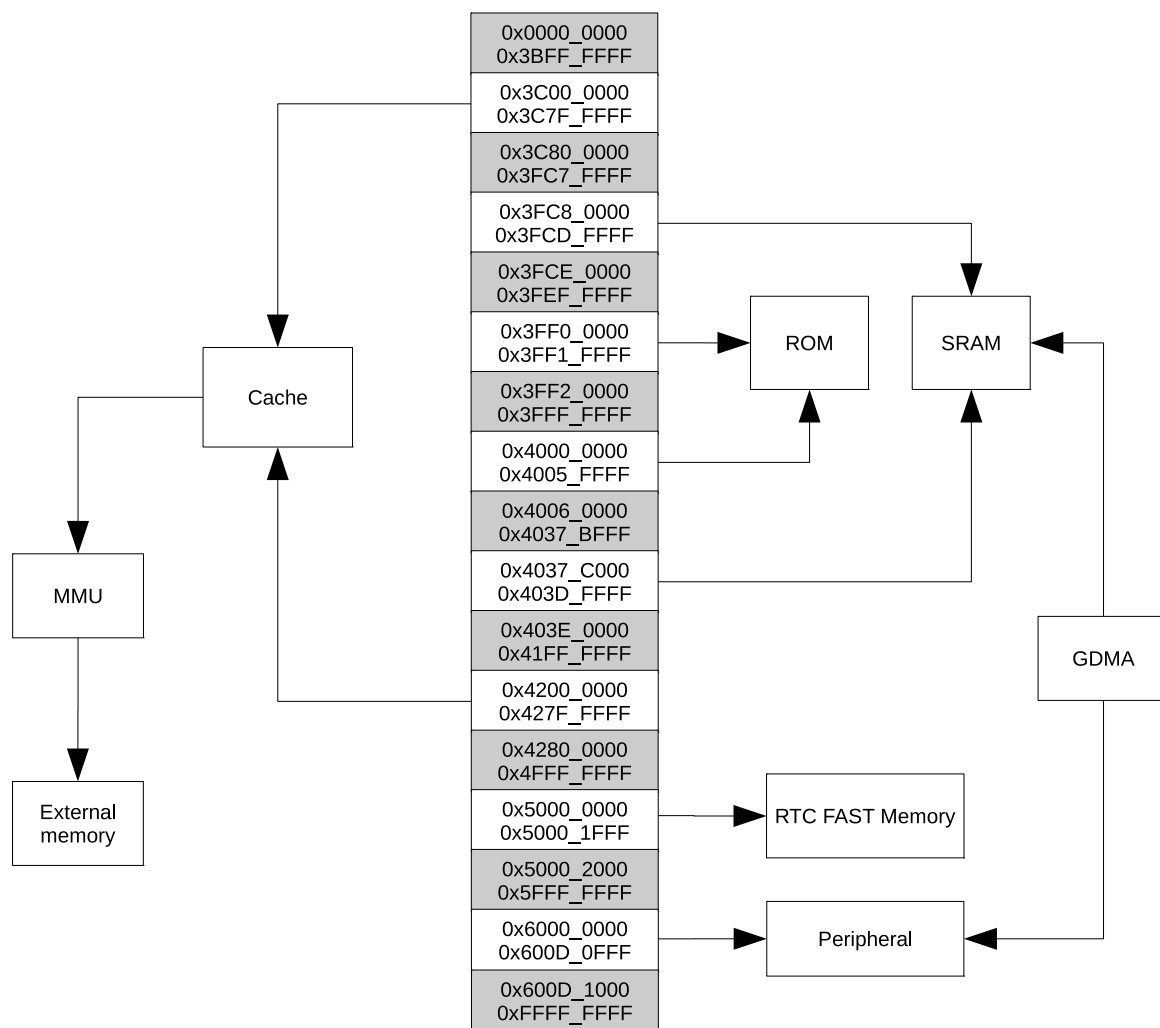 0x0000_0000
0x3BFF_FFFF
0x3C00_0000
0x3C7F_FFFF
0x3C80_0000
0x3FC7_FFFF
0x3FC8_0000
0x3FCD_FFFF
0x3FCE_0000
0x3FEF_FFFF
0x3FF0_0000
0x3FF1_FFFF
0x3FF2_0000
0x3FFF_FFFF
0x4000_0000
0x4005_FFFF
0x4006_0000
0x4037_BFFF
0x4037_C000
0x403D_FFFF
0x403E_0000
0x41FF_FFFF
0x4200_0000
0x427F_FFFF
0x4280_0000
0x4FFF_FFFF
0x5000_0000
0x5000_1FFF
0x5000_2000
0x5FFF_FFFF
0x6000_0000
0x600D_0FFF
0x600D_1000
0xFFFF_FFFF
Cache
MMU
External
memory
ROM
SRAM
GDMA
RTC FAST Memory
Peripheral